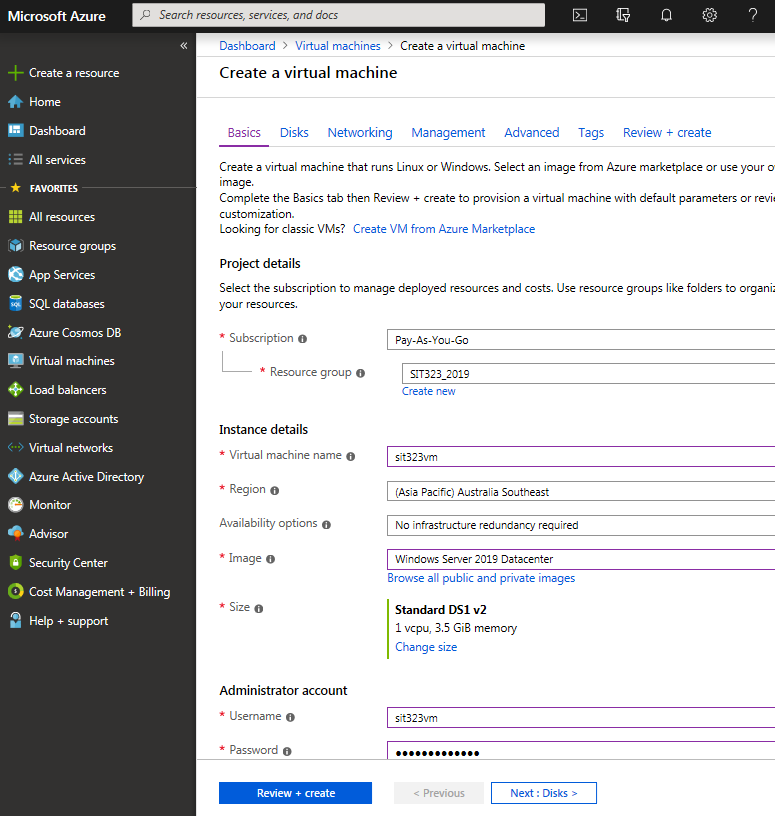 Microsoft Azure
Search resources, services, and docs
?
«
Create a resource
Home
Dashboard
All services
FAVORITES
All resources
Resource groups
App Services
SQL databases
Azure Cosmos DB
Virtual machines
Load balancers
Storage accounts
Virtual networks
Azure Active Directory
Monitor
Advisor
Security Center
Cost Management + Billing
Help + support
Dashboard > Virtual machines > Create a virtual machine
Create a virtual machine
Basics Disks Networking Management Advanced Tags Review + create
Create a virtual machine that runs Linux or Windows. Select an image from Azure marketplace or use your o
image.
Complete the Basics tab then Review + create to provision a virtual machine with default parameters or revi
customization.
Looking for classic VMs? Create VM from Azure Marketplace
Project details
Select the subscription to manage deployed resources and costs. Use resource groups like folders to organiz
your resources.
* Subscription Pay-As-You-Go
* Resource group SIT323_2019
Create new
Instance details
* Virtual machine name sit323vm
* Region (Asia Pacific) Australia Southeast
Availability options No infrastructure redundancy required
* Image Windows Server 2019 Datacenter
Browse all public and private images
* Size Standard DS1 v2
1 vcpu, 3.5 GiB memory
Change size
Administrator account
* Username sit323vm
* Password •••••••••••••
Review + create < Previous Next : Disks >